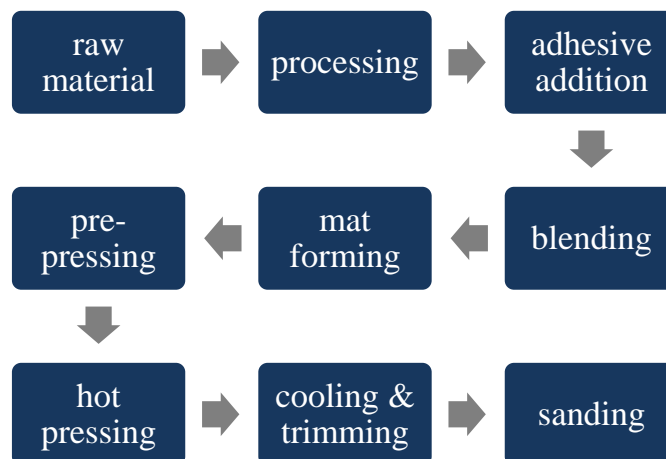 raw
material
processing
adhesive
addition
blending
mat
forming
pre-
pressing
hot
pressing
cooling &
trimming
sanding